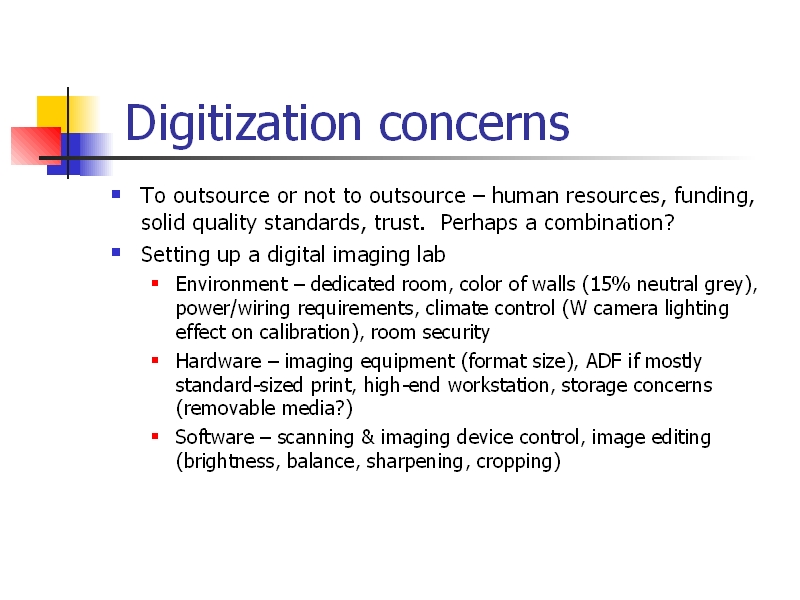 Digitization concerns
To outsource or not to outsource – human resources, funding,
solid quality standards, trust.  Perhaps a combination?
Setting up a digital imaging lab
Environment – dedicated room, color of walls (15% neutral grey),
power/wiring requirements, climate control (W camera lighting
effect on calibration), room security
Hardware – imaging equipment (format size), ADF if mostly
standard-sized print, high-end workstation, storage concerns
(removable media?)
Software – scanning & imaging device control, image editing
(brightness, balance, sharpening, cropping)